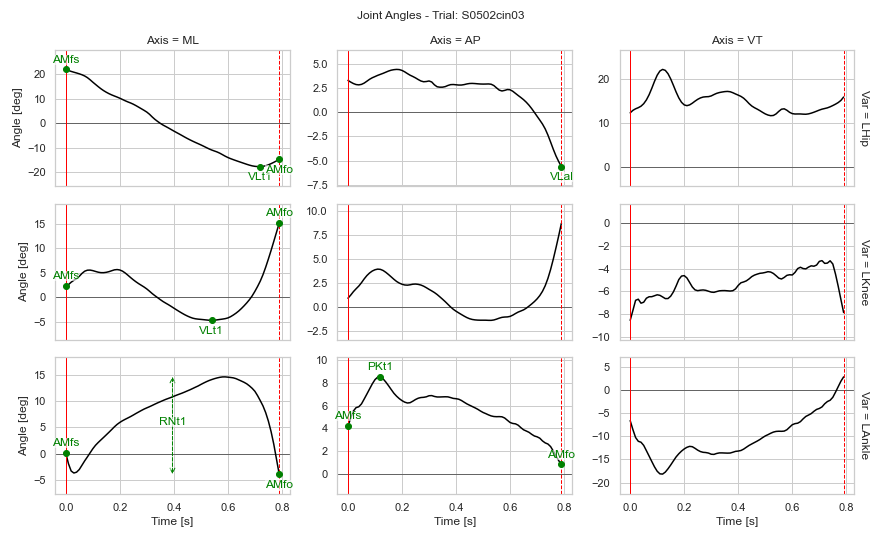 Joint Angles - Trial: S0502cin03
Axis = ML
Axis = AP
Axis = VT
Angle [deg]
20
10
0
−10
−20
AMfs
VLt1
AMfo
5.0
2.5
0.0
−2.5
−5.0
−7.5
VLal
20
10
0
Var = LHip
Angle [deg]
15
10
5
0
−5
AMfs
VLt1
AMfo
10.0
7.5
5.0
2.5
0.0
−2.5
0
−2
−4
−6
−8
−10
Var = LKnee
Angle [deg]
15
10
5
0
−5
AMfs
RNt1
AMfo
10
8
6
4
2
0
AMfs
PKt1
AMfo
5
0
−5
−10
−15
−20
Var = LAnkle
0.0 0.2 0.4 0.6 0.8
0.0 0.2 0.4 0.6 0.8
0.0 0.2 0.4 0.6 0.8
Time [s]
Time [s]
Time [s]